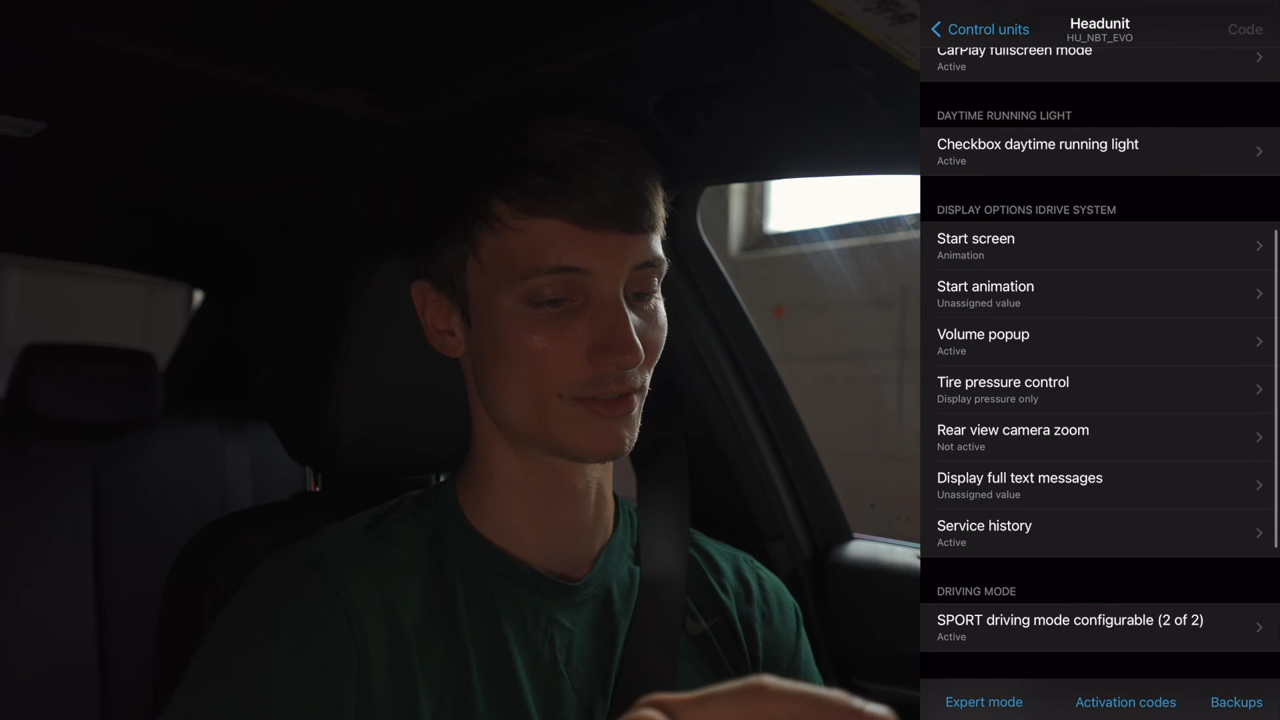 Control units
Headunit
Code
HU_NBT_EVO
CarPlay fullscreen mode
Active
DAYTIME RUNNING LIGHT
Checkbox daytime running light
Active
DISPLAY OPTIONS IDRIVE SYSTEM
Start screen
Animation
Start animation
Unassigned value
Volume popup
Active
Tire pressure control
Display pressure only
Rear view camera zoom
Not active
Display full text messages
Unassigned value
Service history
Active
DRIVING MODE
SPORT driving mode configurable (2 of 2)
Active
Expert mode
Activation codes
Backups